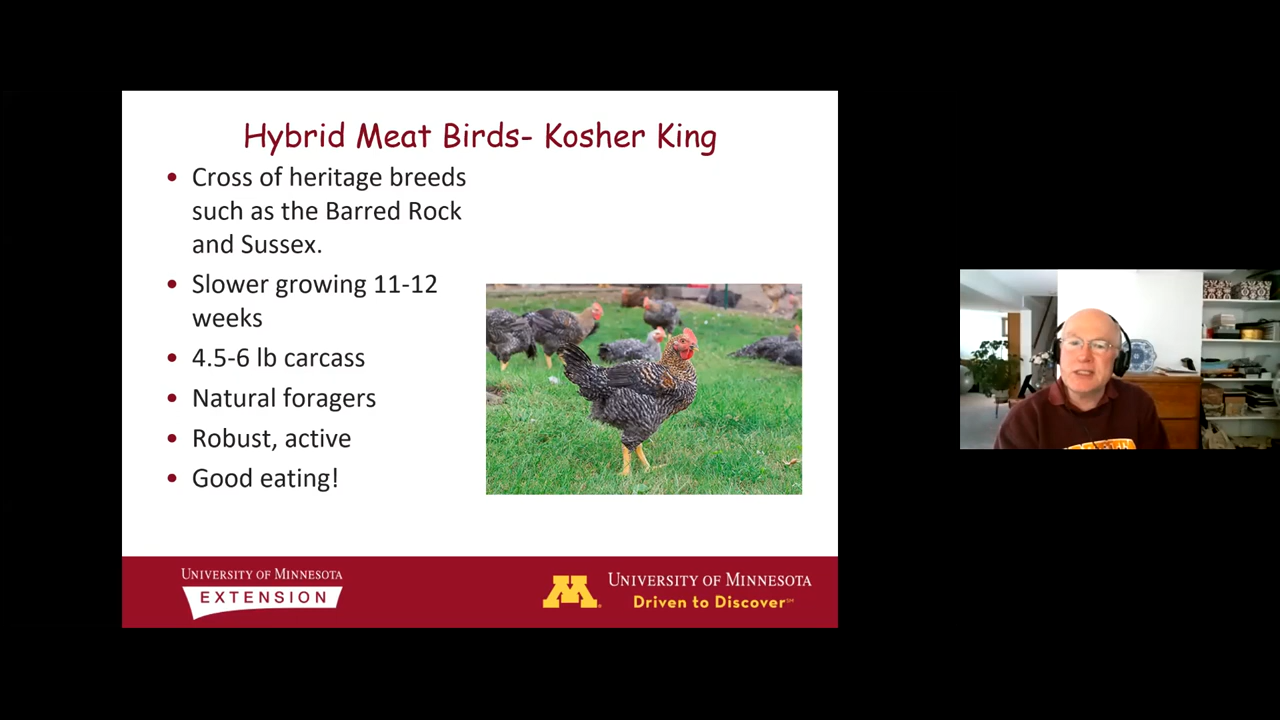 Hybrid Meat Birds- Kosher King
• Cross of heritage breeds
such as the Barred Rock
and Sussex.
• Slower growing 11-12
weeks
• 4.5-6 lb carcass
• Natural foragers
• Robust, active
• Good eating!
UNIVERSITY OF MINNESOTA
EXTENSION
M
UNIVERSITY OF MINNESOTA
Driven to Discover℠